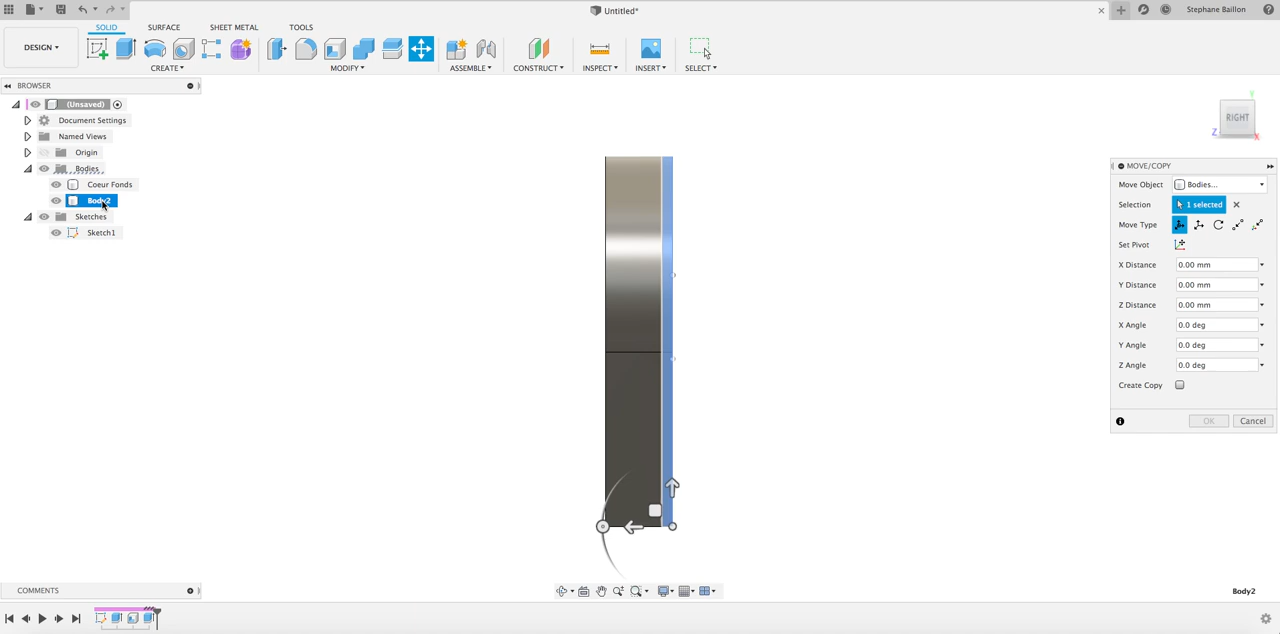 Untitled*
Stephane Baillon
DESIGN
SOLID SURFACE SHEET METAL TOOLS
CREATE MODIFY ASSEMBLE CONSTRUCT INSPECT INSERT SELECT
BROWSER
(Unsaved)
Document Settings
Named Views
Origin
Bodies
Coeur Fonds
Body2
Sketches
Sketch1
Y
RIGHT
Z
X
MOVE/COPY
Move Object Bodies...
Selection 1 selected
Move Type
Set Pivot
X Distance 0.00 mm
Y Distance 0.00 mm
Z Distance 0.00 mm
X Angle 0.0 deg
Y Angle 0.0 deg
Z Angle 0.0 deg
Create Copy
OK Cancel
COMMENTS
Body2